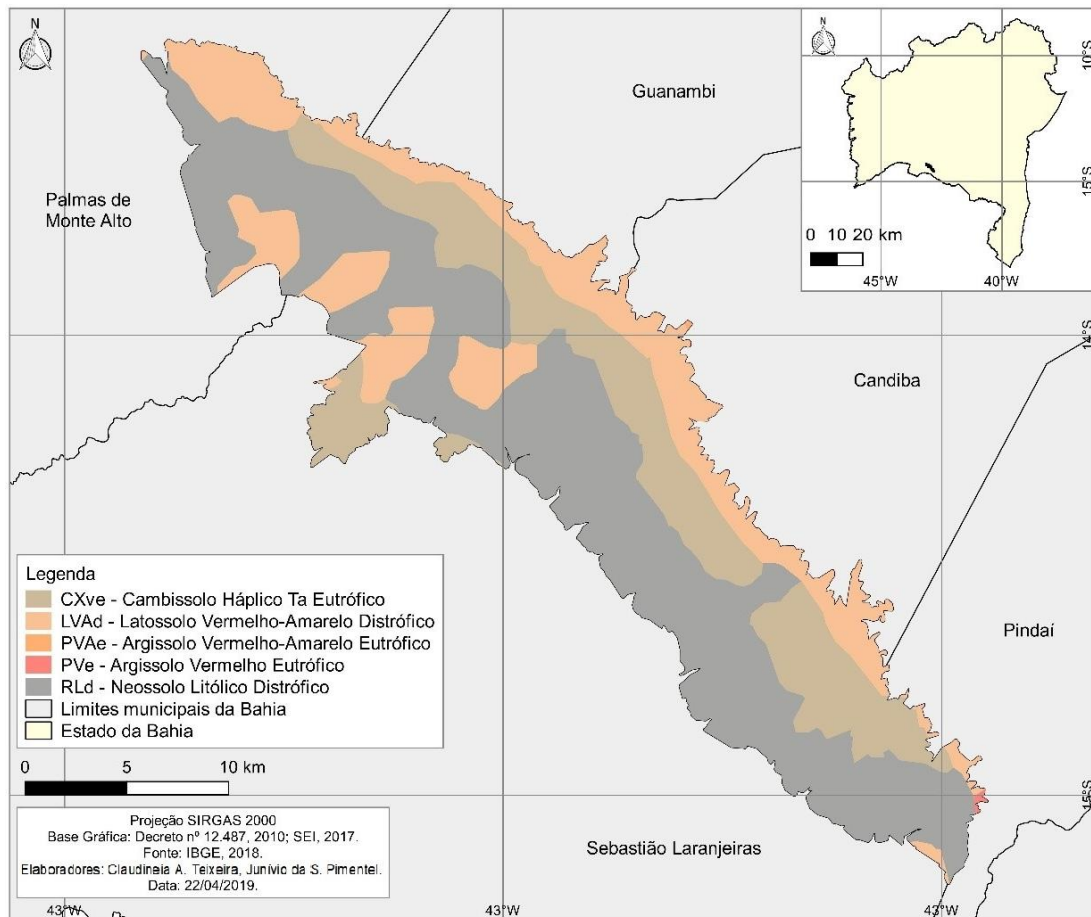 N
N
Guanambi
10°S
Palmas de
Monte Alto
15°S
0 10 20 km
45°W 40°W
14°S
Candiba
Legenda
CXve - Cambissolo Háplico Ta Eutrófico
LVAd - Latossolo Vermelho-Amarelo Distrófico
PVAe - Argissolo Vermelho-Amarelo Eutrófico
PVe - Argissolo Vermelho Eutrófico
RLd - Neossolo Litólico Distrófico
Limites municipais da Bahia
Estado da Bahia
Pindaí
0 5 10 km
15°S
Projeção SIRGAS 2000
Base Gráfica: Decreto nº 12.487, 2010; SEI, 2017.
Fonte: IBGE, 2018.
Elaboradores: Claudineia A. Teixeira, Junívio da S. Pimentel.
Data: 22/04/2019.
Sebastião Laranjeiras
43°W 43°W 43°W